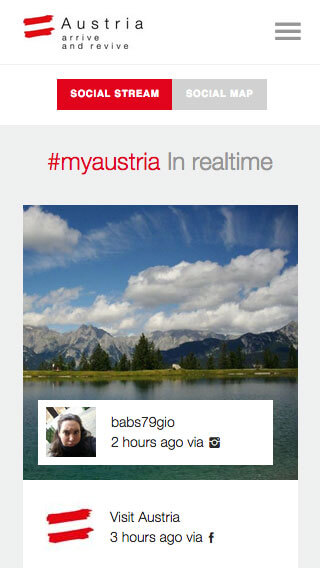 Austria
arrive
and revive
SOCIAL STREAM
SOCIAL MAP
#myaustria In realtime
babs79gio
2 hours ago via
Visit Austria
3 hours ago via